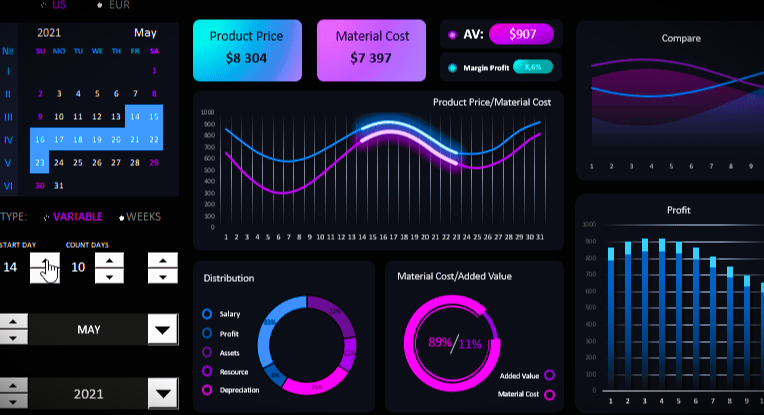 US EUR
2021 May
№ SU MO TU WE TH FR SA
I 1
II 2 3 4 5 6 7 8
III 9 10 11 12 13 14 15
IV 16 17 18 19 20 21 22
V 23 24 25 26 27 28 29
VI 30 31
TYPE: VARIABLE WEEKS
START DAY COUNT DAYS
14 10
MAY
2021
Product Price
$8 304
Material Cost
$7 397
AV: $907
Margin Profit 8,6%
Product Price/Material Cost
1000
900
800
700
600
500
400
300
200
100
0
1 2 3 4 5 6 7 8 9 10 11 12 13 14 15 16 17 18 19 20 21 22 23 24 25 26 27 28 29 30 31
Distribution
Salary
Profit
Assets
Resource
Depreciation
25%
Material Cost/Added Value
89%/11%
Added Value
Material Cost
Compare
1 2 3 4 5 6 7 8 9
Profit
1000
900
800
700
600
500
400
300
200
100
0
1 2 3 4 5 6 7 8 9